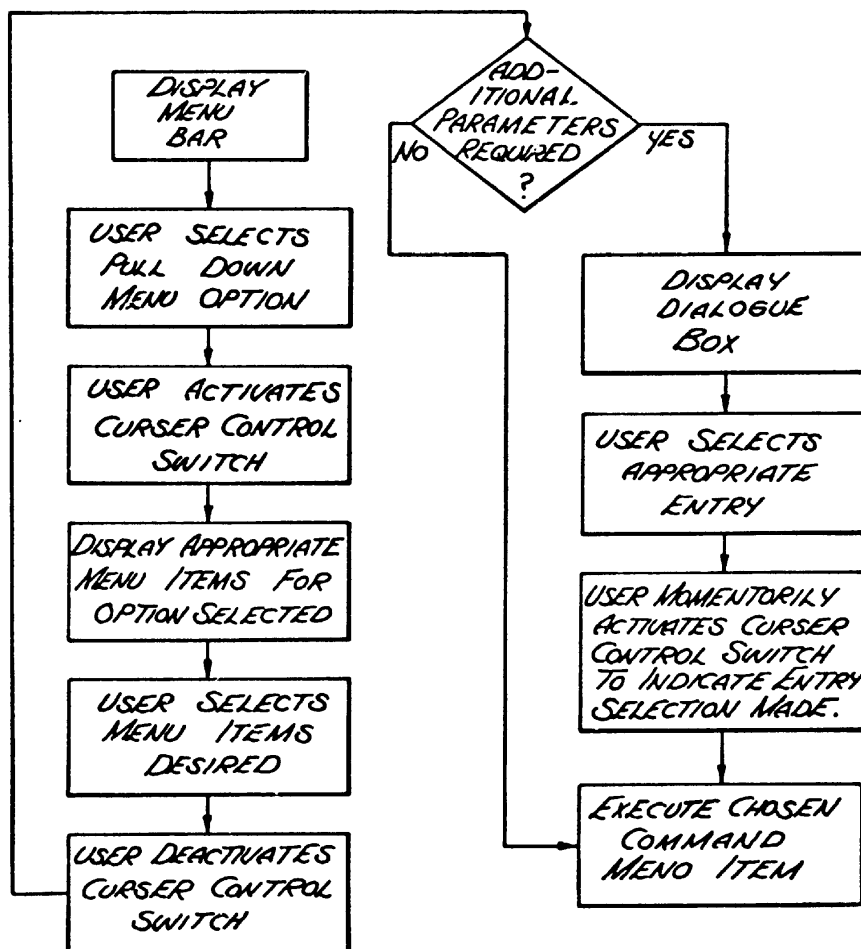 DISPLAY
MENU
BAR
USER SELECTS
PULL DOWN
MENU OPTION
USER ACTIVATES
CURSER CONTROL
SWITCH
DISPLAY APPROPRIATE
MENU ITEMS FOR
OPTION SELECTED
USER SELECTS
MENU ITEMS
DESIRED
USER DEACTIVATES
CURSER CONTROL
SWITCH
ADD-
ITIONAL
PARAMETERS
REQUIRED
?
NO
YES
DISPLAY
DIALOGUE
BOX
USER SELECTS
APPROPRIATE
ENTRY
USER MOMENTORILY
ACTIVATES CURSER
CONTROL SWITCH
TO INDICATE ENTRY
SELECTION MADE.
EXECUTE CHOSEN
COMMAND
MENO ITEM